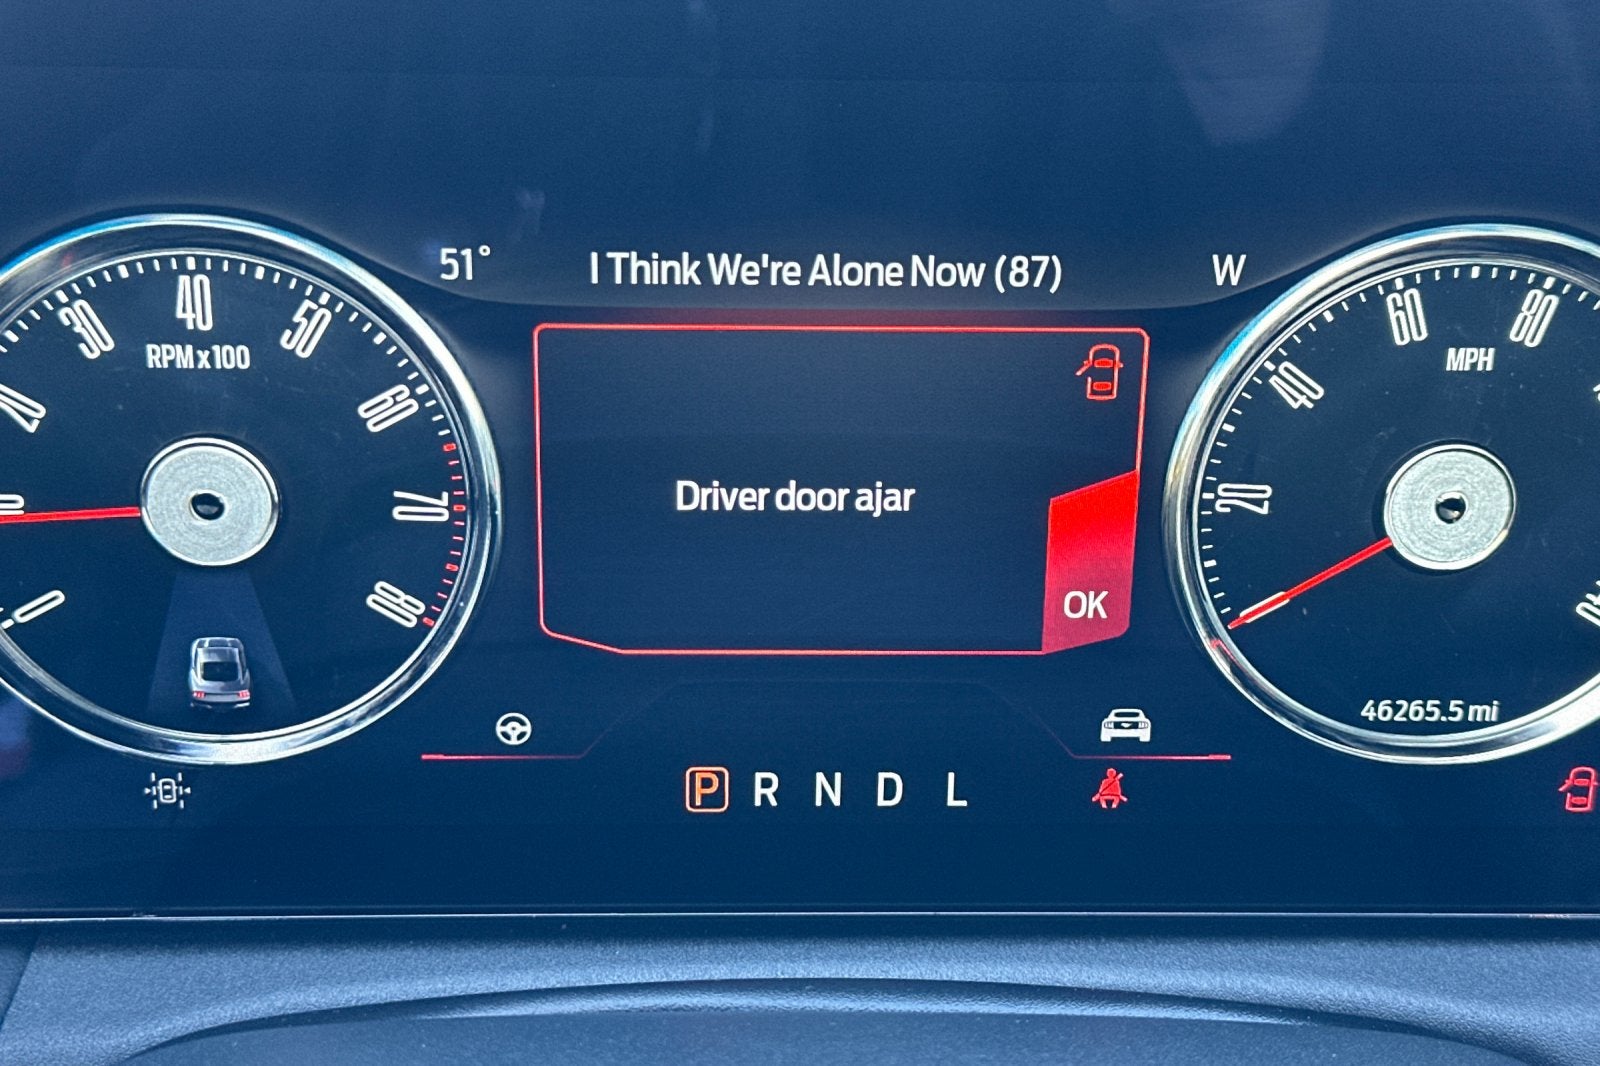 51° I Think We're Alone Now (87) W
30 40 50 60 70 80
RPM x 100
0
Driver door ajar
OK
20 40 60 80
MPH
46265.5 mi
P R N D L